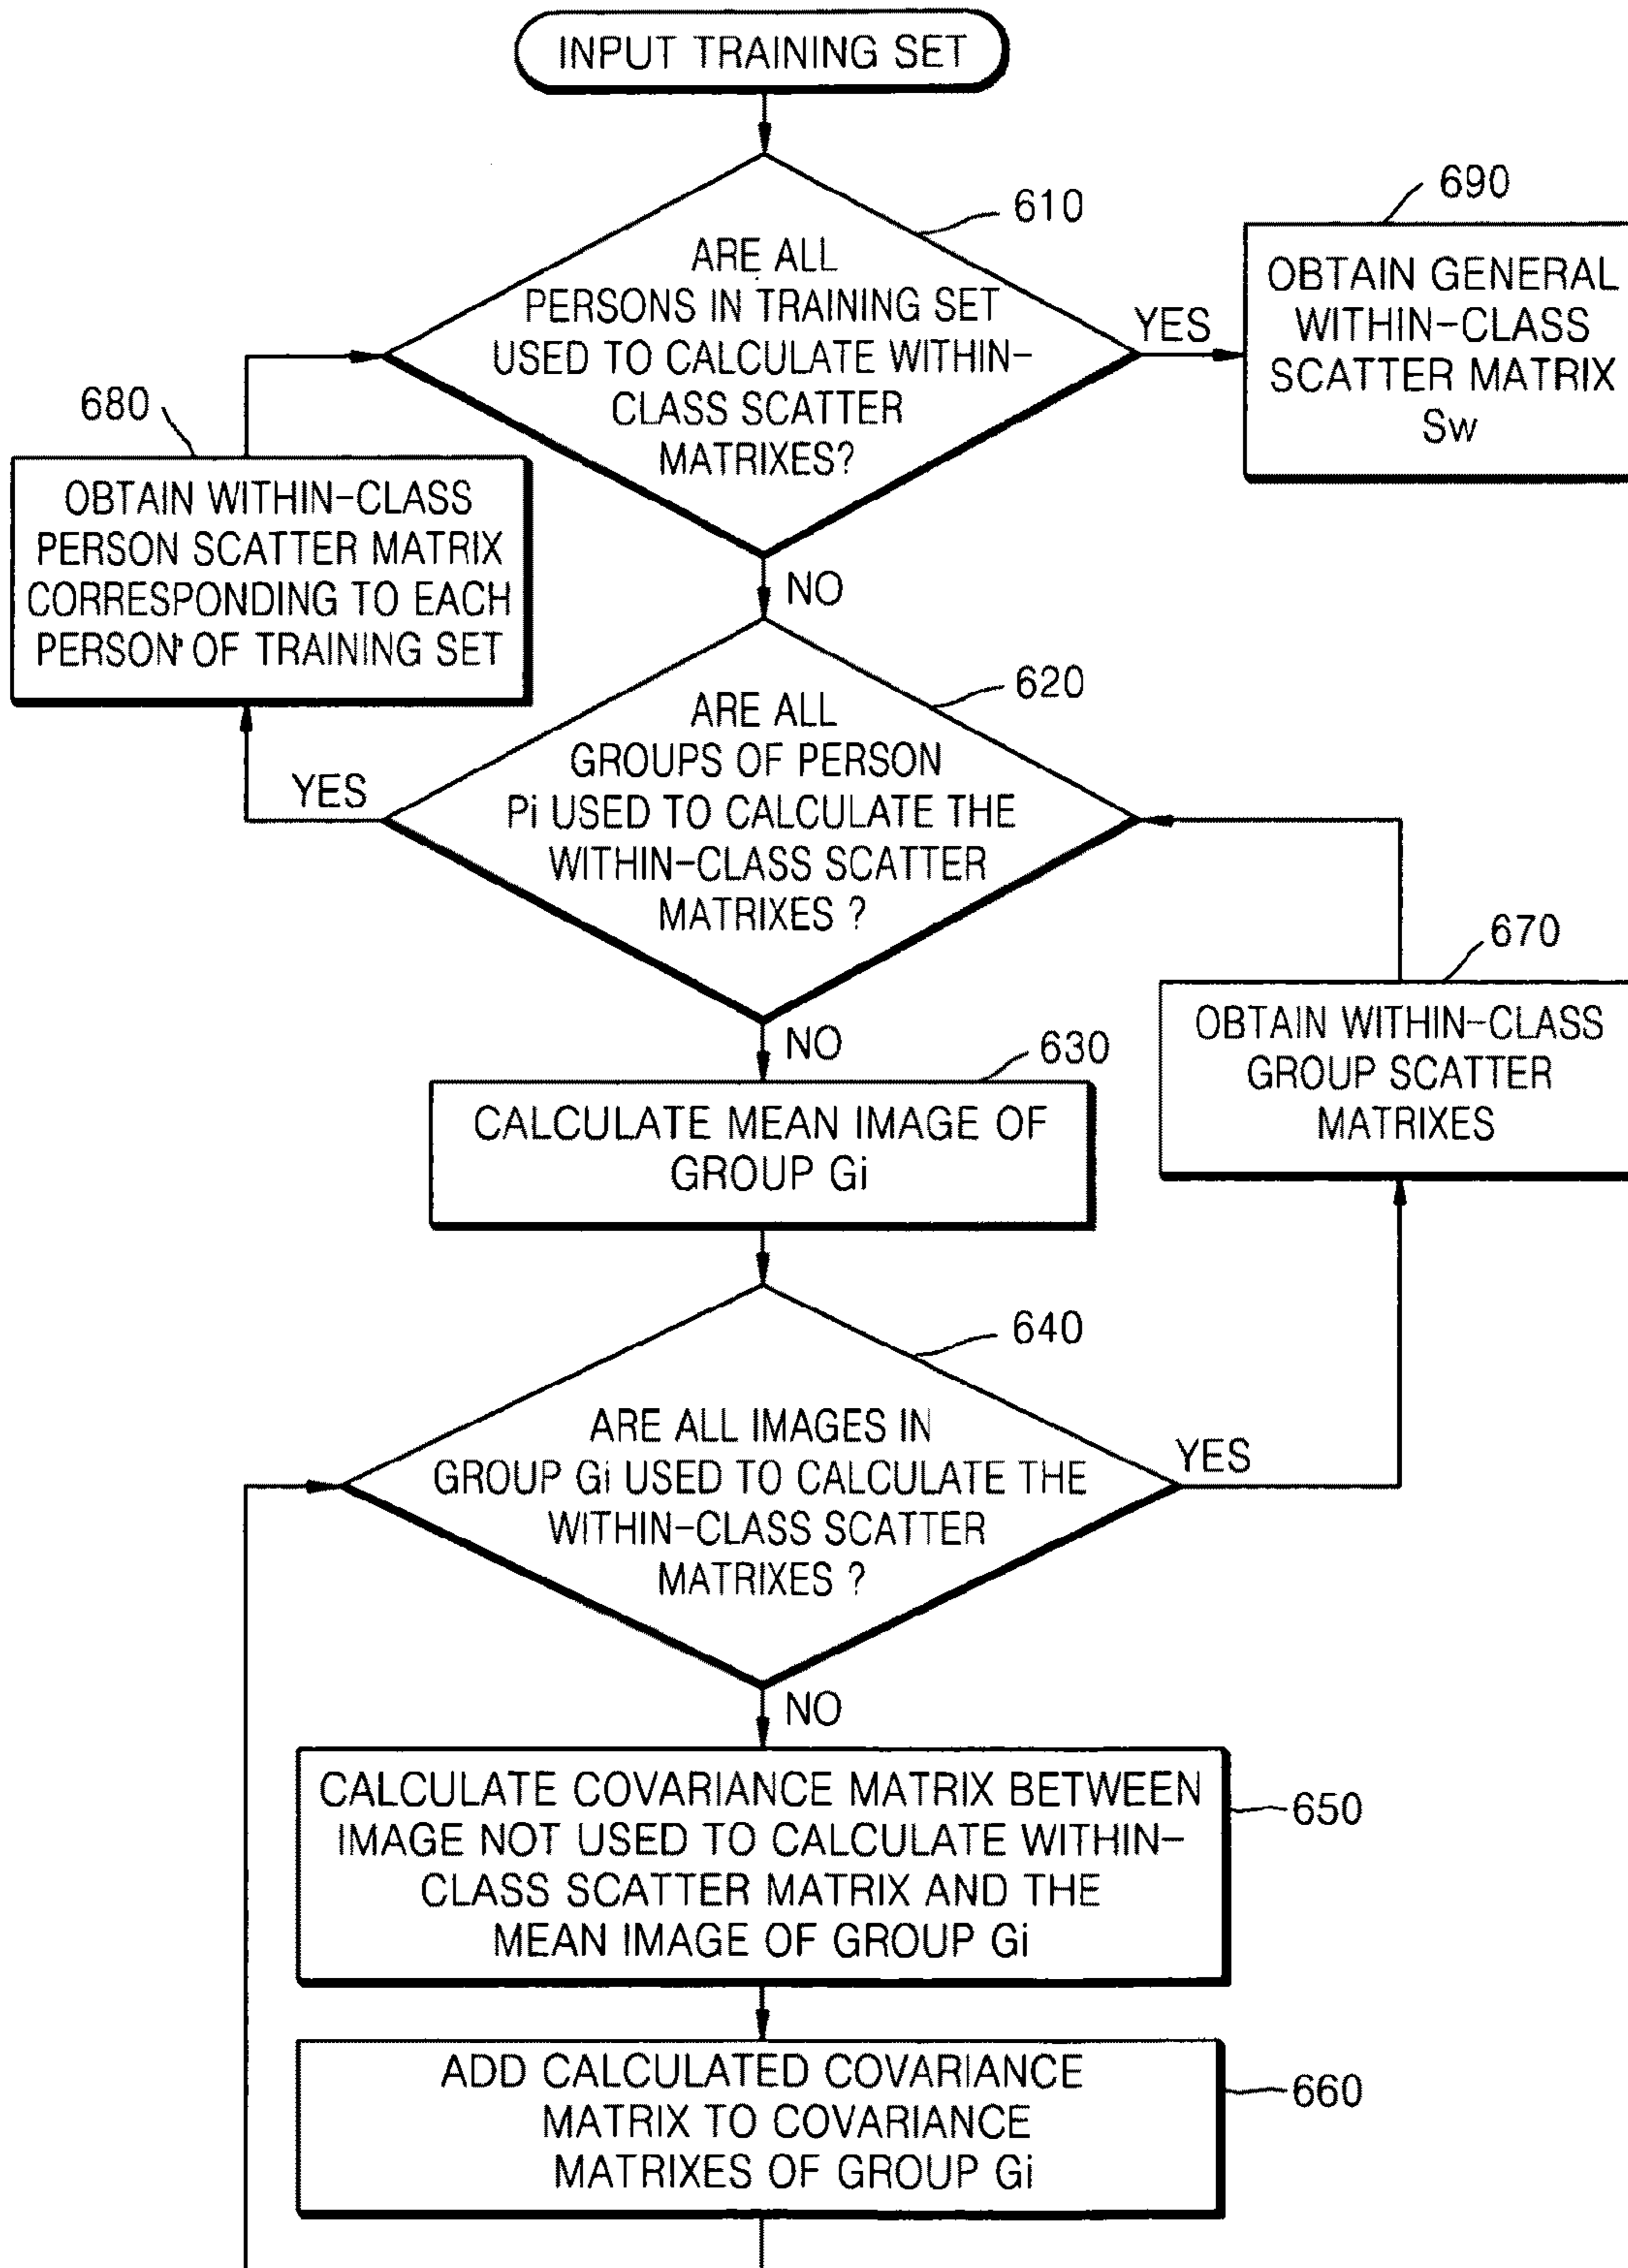 INPUT TRAINING SET
610
ARE ALL
PERSONS IN TRAINING SET
USED TO CALCULATE WITHIN-
CLASS SCATTER
MATRIXES?
YES
690
OBTAIN GENERAL
WITHIN-CLASS
SCATTER MATRIX
Sw
680
OBTAIN WITHIN-CLASS
PERSON SCATTER MATRIX
CORRESPONDING TO EACH
PERSON OF TRAINING SET
NO
620
ARE ALL
GROUPS OF PERSON
Pi USED TO CALCULATE THE
WITHIN-CLASS SCATTER
MATRIXES ?
YES
670
OBTAIN WITHIN-CLASS
GROUP SCATTER
MATRIXES
NO
630
CALCULATE MEAN IMAGE OF
GROUP Gi
640
ARE ALL IMAGES IN
GROUP Gi USED TO CALCULATE THE
WITHIN-CLASS SCATTER
MATRIXES ?
YES
NO
CALCULATE COVARIANCE MATRIX BETWEEN
IMAGE NOT USED TO CALCULATE WITHIN-
CLASS SCATTER MATRIX AND THE
MEAN IMAGE OF GROUP Gi
650
ADD CALCULATED COVARIANCE
MATRIX TO COVARIANCE
MATRIXES OF GROUP Gi
660